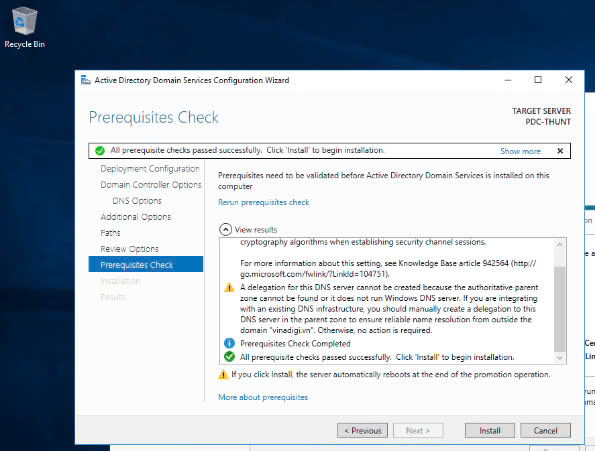 Recycle Bin
Active Directory Domain Services Configuration Wizard
Prerequisites Check
TARGET SERVER
PDC-THUNT
All prerequisite checks passed successfully. Click 'Install' to begin installation.
Show more
Deployment Configuration
Domain Controller Options
DNS Options
Additional Options
Paths
Review Options
Prerequisites Check
Installation
Results
Prerequisites need to be validated before Active Directory Domain Services is installed on this
computer
Rerun prerequisites check
View results
cryptography algorithms when establishing security channel sessions.
For more information about this setting, see Knowledge Base article 942564 (http://
go.microsoft.com/fwlink/?LinkId=104751).
A delegation for this DNS server cannot be created because the authoritative parent
zone cannot be found or it does not run Windows DNS server. If you are integrating
with an existing DNS infrastructure, you should manually create a delegation to this
DNS server in the parent zone to ensure reliable name resolution from outside the
domain "vinadigi.vn". Otherwise, no action is required.
Prerequisites Check Completed
All prerequisite checks passed successfully. Click 'Install' to begin installation.
If you click Install, the server automatically reboots at the end of the promotion operation.
More about prerequisites
< Previous
Next >
Install
Cancel